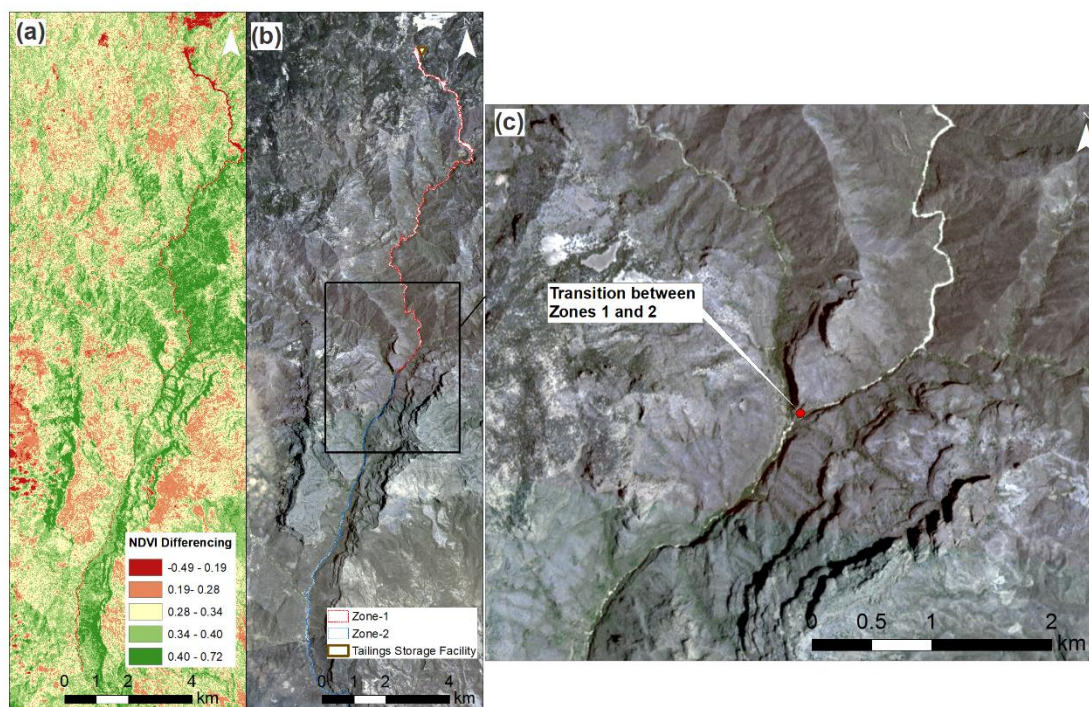 (a)
NDVI Differencing
-0.49 - 0.19
0.19- 0.28
0.28 - 0.34
0.34 - 0.40
0.40 - 0.72
0 2 4
km
(b)
N
Zone-1
Zone-2
Tailings Storage Facility
0 2 4
km
(c)
Transition between
Zones 1 and 2
0 0.5 1 2
km